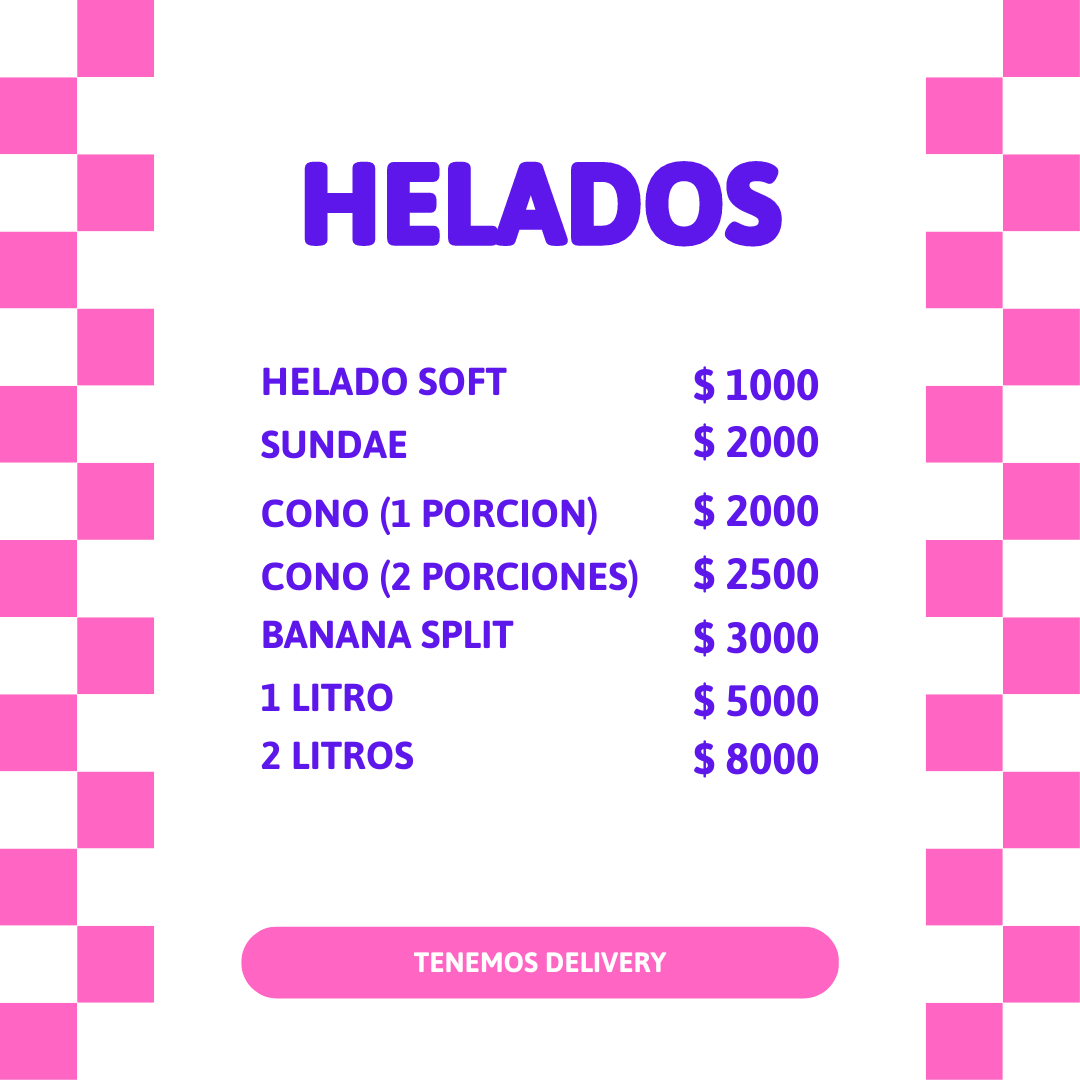 HELADOS
HELADO SOFT $ 1000
SUNDAE $ 2000
CONO (1 PORCION) $ 2000
CONO (2 PORCIONES) $ 2500
BANANA SPLIT $ 3000
1 LITRO $ 5000
2 LITROS $ 8000
TENEMOS DELIVERY